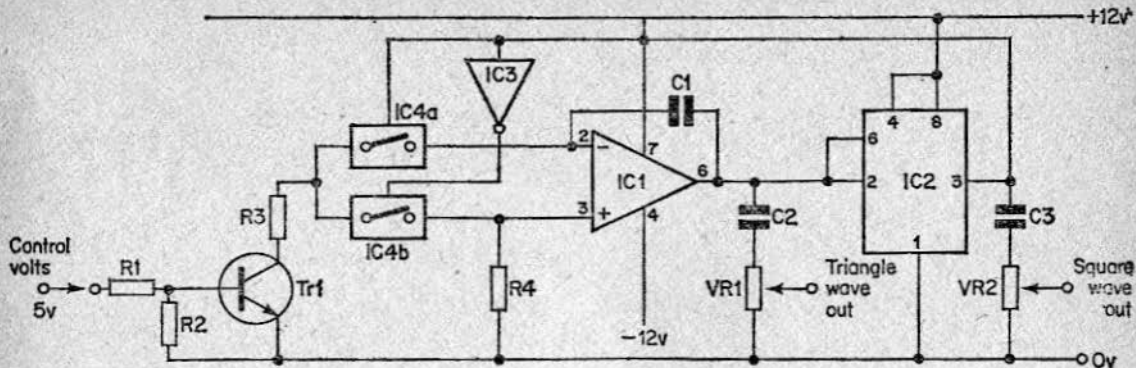 +12v
IC3
C1
IC4a
2
-
7
4
8
6
R3
IC1
6
2
IC2
3
3
+
4
C2
C3
IC4b
1
Control
volts
5v
R1
Tr1
R4
VR1
Triangle
wave
out
VR2
Square
wave
out
R2
-12v
0v